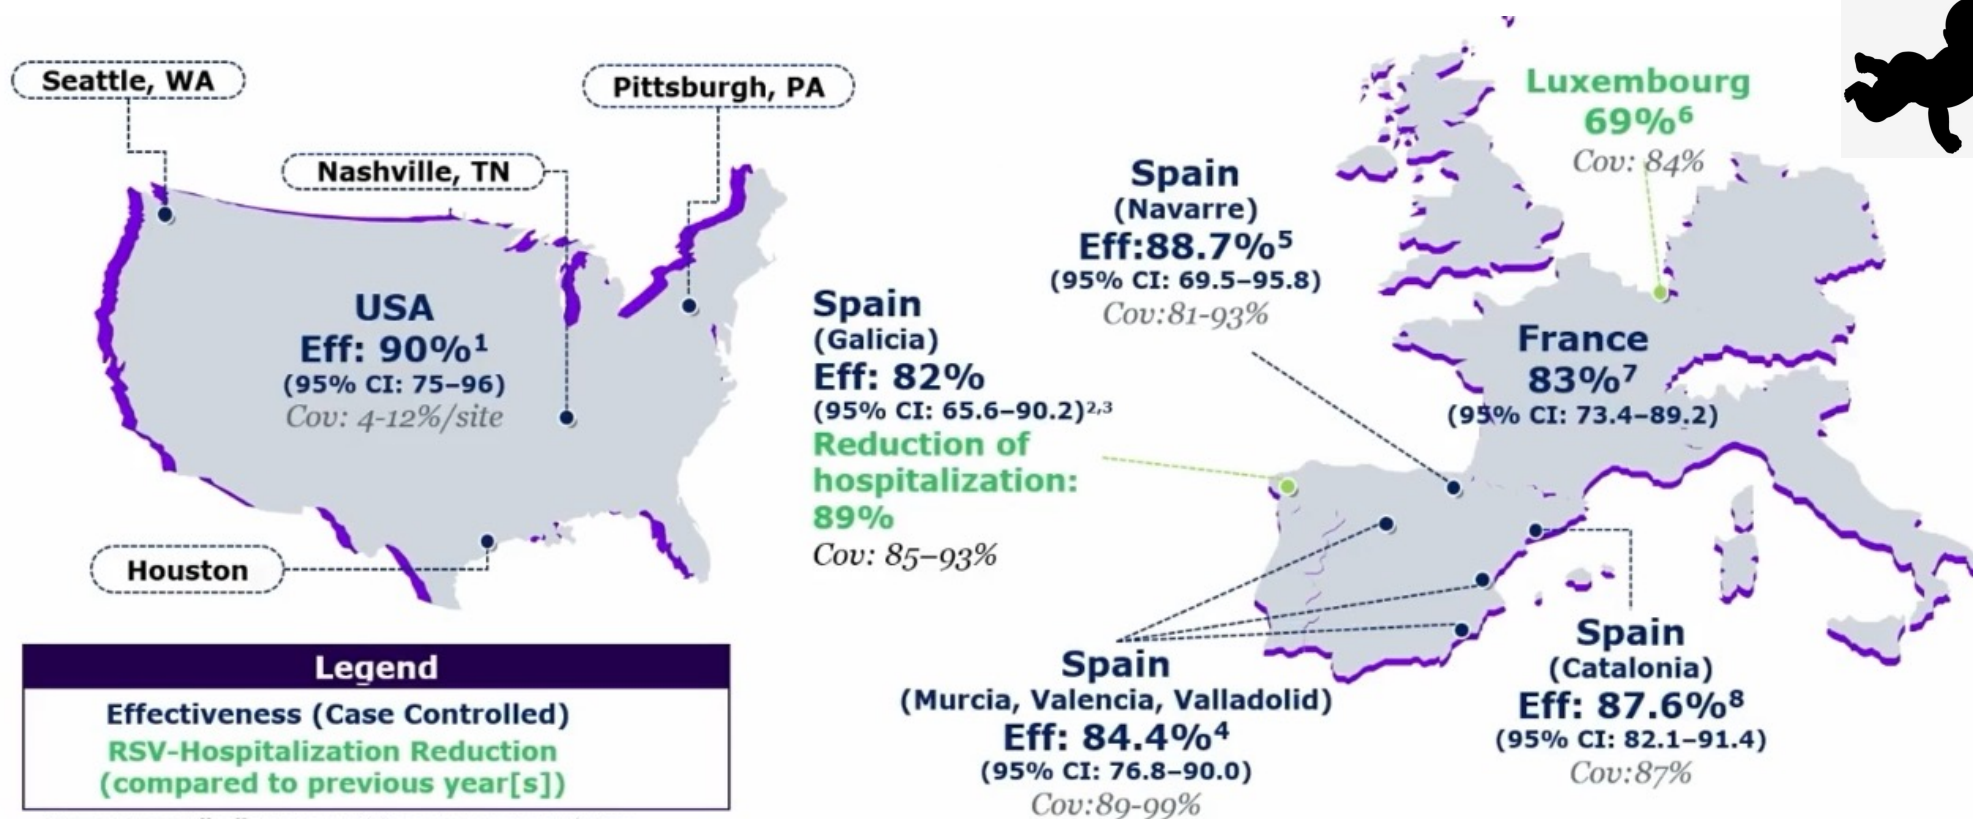 Seattle, WA
Pittsburgh, PA
Nashville, TN
USA
Eff: 90%¹
(95% CI: 75–96)
Cov: 4-12%/site
Houston
Legend
Effectiveness (Case Controlled)
RSV-Hospitalization Reduction
(compared to previous year[s])
Spain
(Galicia)
Eff: 82%
(95% CI: 65.6–90.2)²,³
Reduction of
hospitalization:
89%
Cov: 85–93%
Spain
(Navarre)
Eff:88.7%⁵
(95% CI: 69.5–95.8)
Cov:81-93%
Luxembourg
69%⁶
Cov: 84%
France
83%⁷
(95% CI: 73.4–89.2)
Spain
(Murcia, Valencia, Valladolid)
Eff: 84.4%⁴
(95% CI: 76.8–90.0)
Cov:89-99%
Spain
(Catalonia)
Eff: 87.6%⁸
(95% CI: 82.1–91.4)
Cov:87%